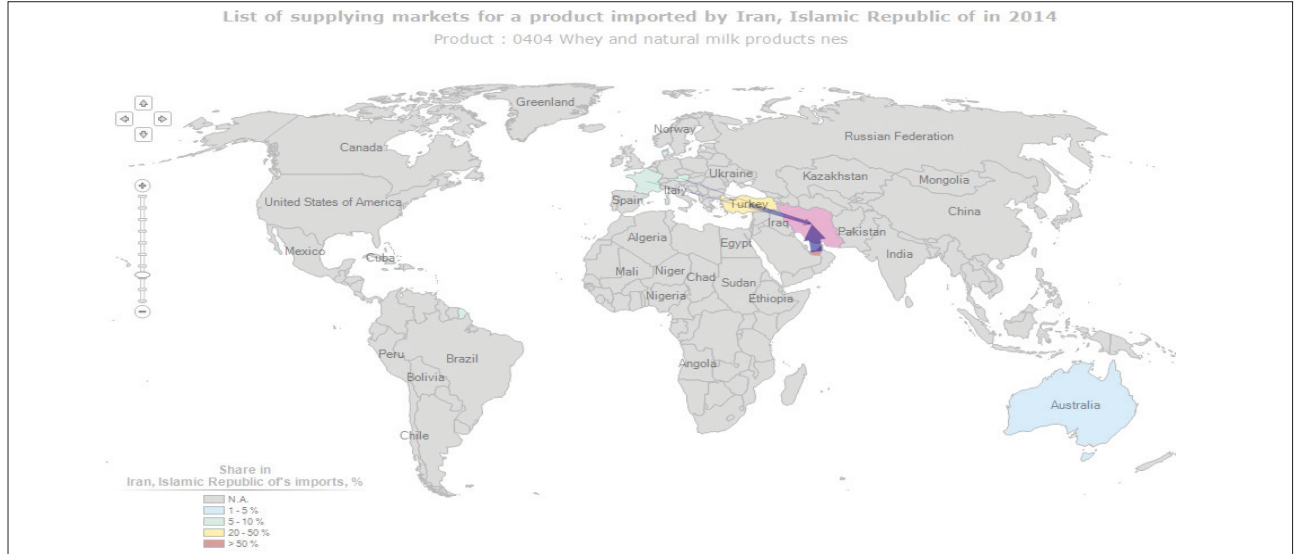 List of supplying markets for a product imported by Iran, Islamic Republic of in 2014
Product : 0404 Whey and natural milk products nes
Greenland
Norway
Russian Federation
Canada
Ukraine
Kazakhstan
Mongolia
Italy
United States of America
Spain
Turkey
China
Iraq
Pakistan
Algeria
Egypt
Mexico
India
Cuba
Mali
Niger
Chad
Sudan
Nigeria
Ethiopia
Peru
Brazil
Angola
Bolivia
Australia
Chile
Share in
Iran, Islamic Republic of's imports, %
N.A.
1 - 5 %
5 - 10 %
20 - 50 %
> 50 %